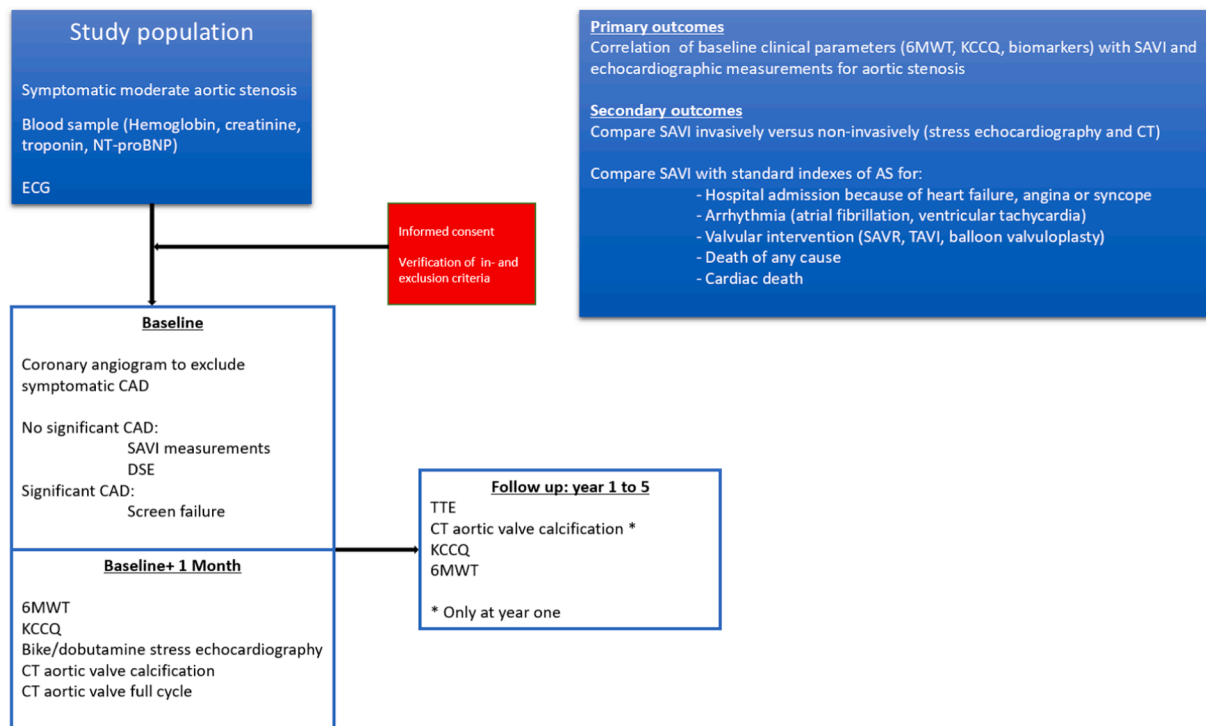 Study population
Symptomatic moderate aortic stenosis
Blood sample (Hemoglobin, creatinine,
troponin, NT-proBNP)
ECG
Informed consent
Verification of in- and
exclusion criteria
Baseline
Coronary angiogram to exclude
symptomatic CAD
No significant CAD:
SAVI measurements
DSE
Significant CAD:
Screen failure
Baseline+ 1 Month
6MWT
KCCQ
Bike/dobutamine stress echocardiography
CT aortic valve calcification
CT aortic valve full cycle
Follow up: year 1 to 5
TTE
CT aortic valve calcification *
KCCQ
6MWT
* Only at year one
Primary outcomes
Correlation of baseline clinical parameters (6MWT, KCCQ, biomarkers) with SAVI and
echocardiographic measurements for aortic stenosis
Secondary outcomes
Compare SAVI invasively versus non-invasively (stress echocardiography and CT)
Compare SAVI with standard indexes of AS for:
- Hospital admission because of heart failure, angina or syncope
- Arrhythmia (atrial fibrillation, ventricular tachycardia)
- Valvular intervention (SAVR, TAVI, balloon valvuloplasty)
- Death of any cause
- Cardiac death